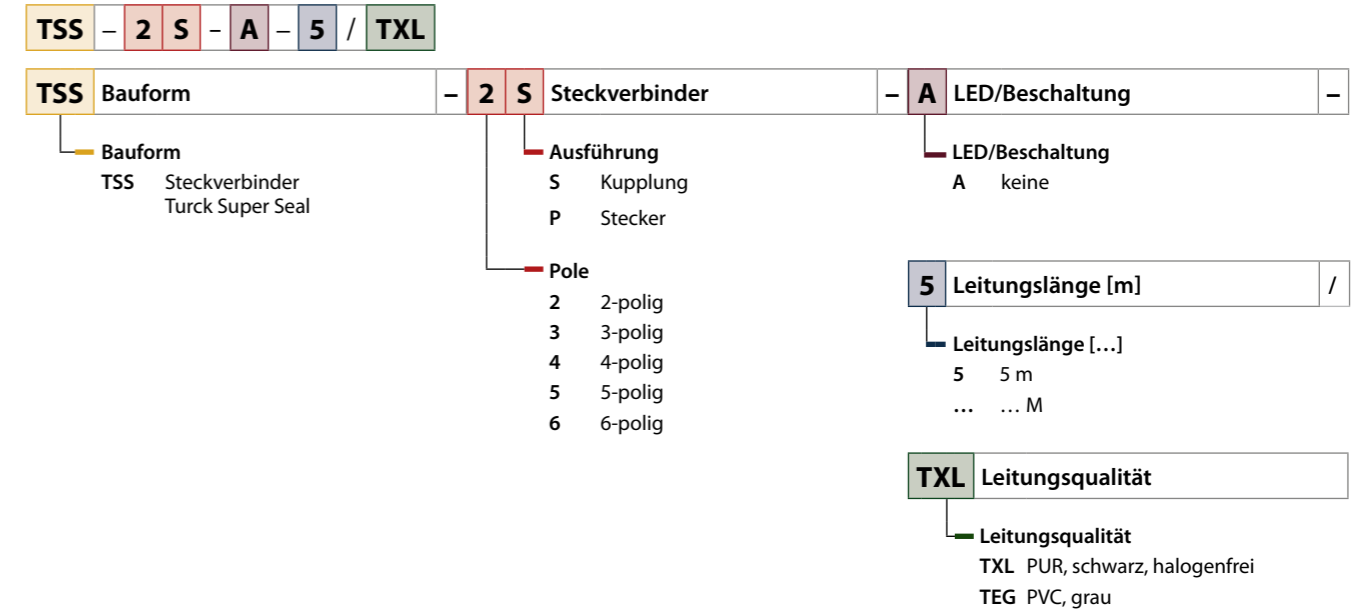 TSS – 2 S – A – 5 / TXL
TSS Bauform – 2 S Steckverbinder – A LED/Beschaltung –
Bauform
TSS Steckverbinder
Turck Super Seal
Ausführung
S Kupplung
P Stecker
Pole
2 2-polig
3 3-polig
4 4-polig
5 5-polig
6 6-polig
LED/Beschaltung
A keine
5 Leitungslänge [m] /
Leitungslänge […]
5 5 m
… … M
TXL Leitungsqualität
Leitungsqualität
TXL PUR, schwarz, halogenfrei
TEG PVC, grau